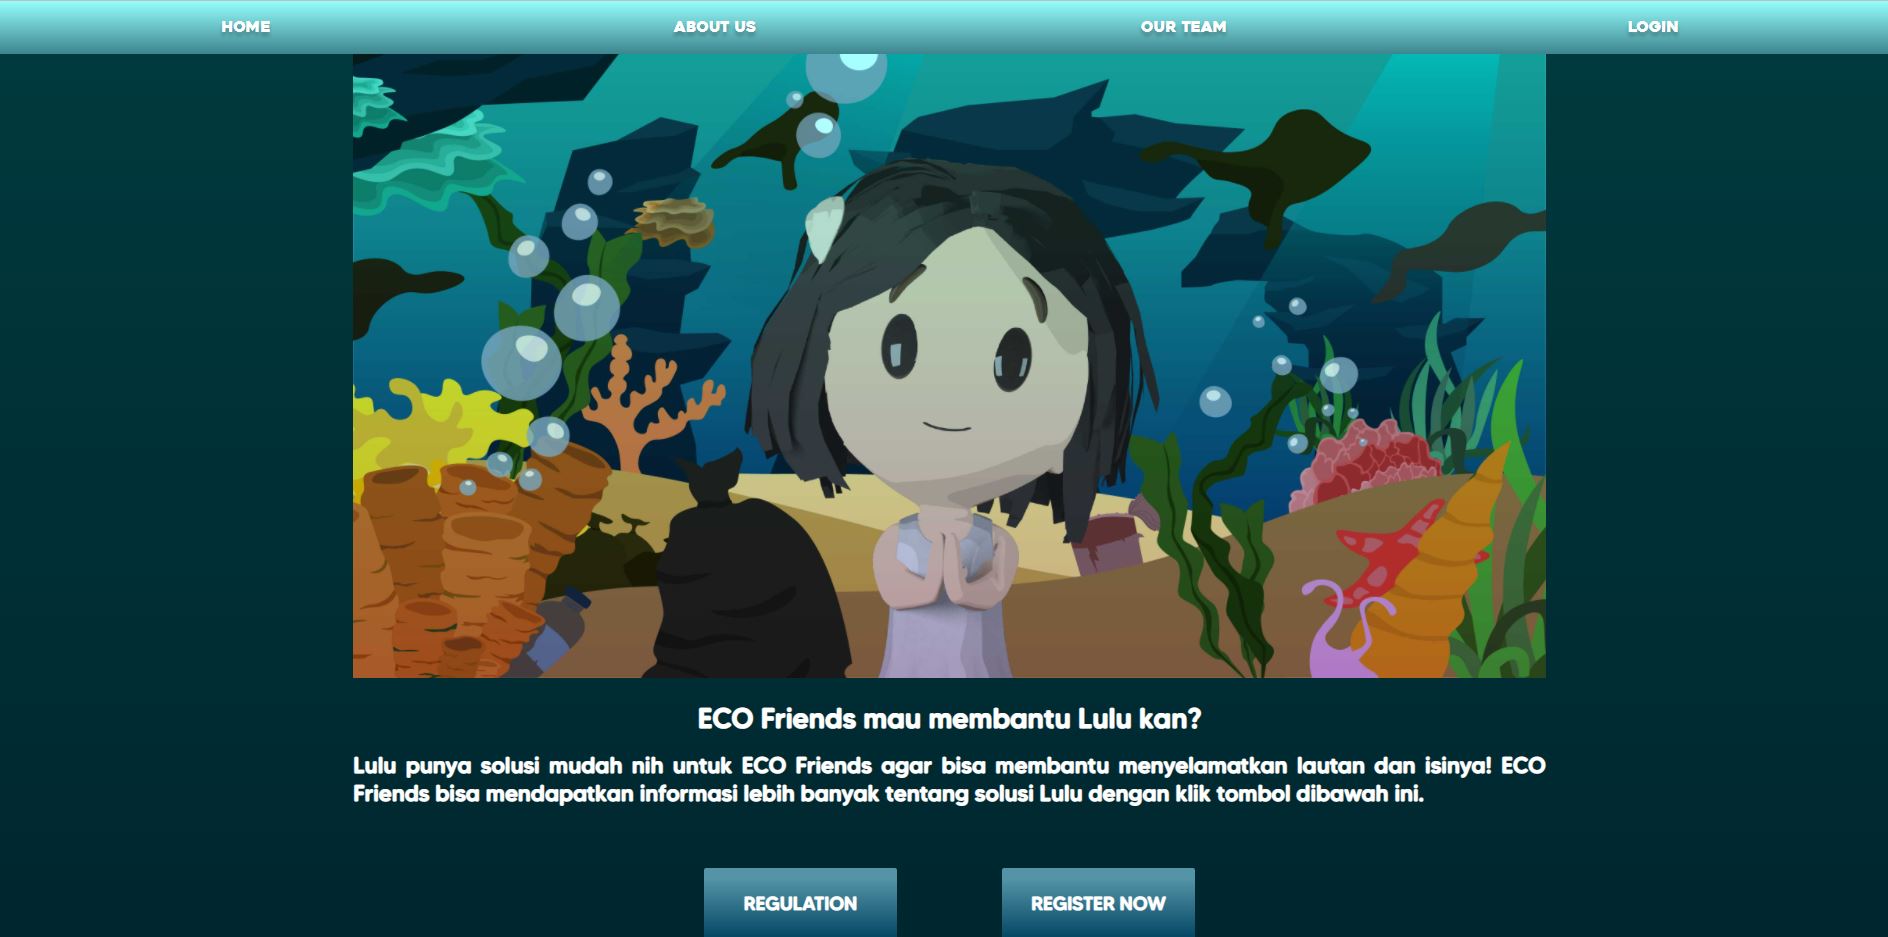 HOME
ABOUT US
OUR TEAM
LOGIN
ECO Friends mau membantu Lulu kan?
Lulu punya solusi mudah nih untuk ECO Friends agar bisa membantu menyelamatkan lautan dan isinya! ECO
Friends bisa mendapatkan informasi lebih banyak tentang solusi Lulu dengan klik tombol dibawah ini.
REGULATION
REGISTER NOW